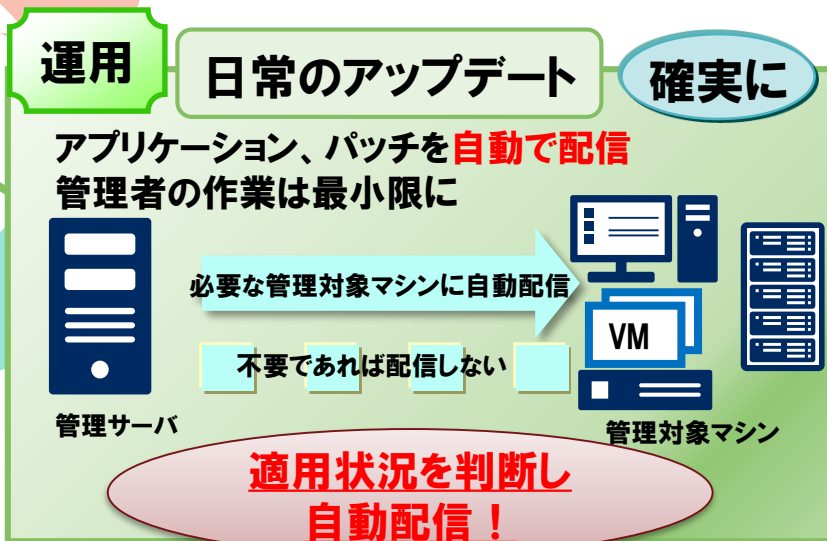 運用
日常のアップデート
確実に
アプリケーション、パッチを自動で配信
管理者の作業は最小限に
必要な管理対象マシンに自動配信
VM
不要であれば配信しない
管理サーバ
管理対象マシン
適用状況を判断し
自動配信！